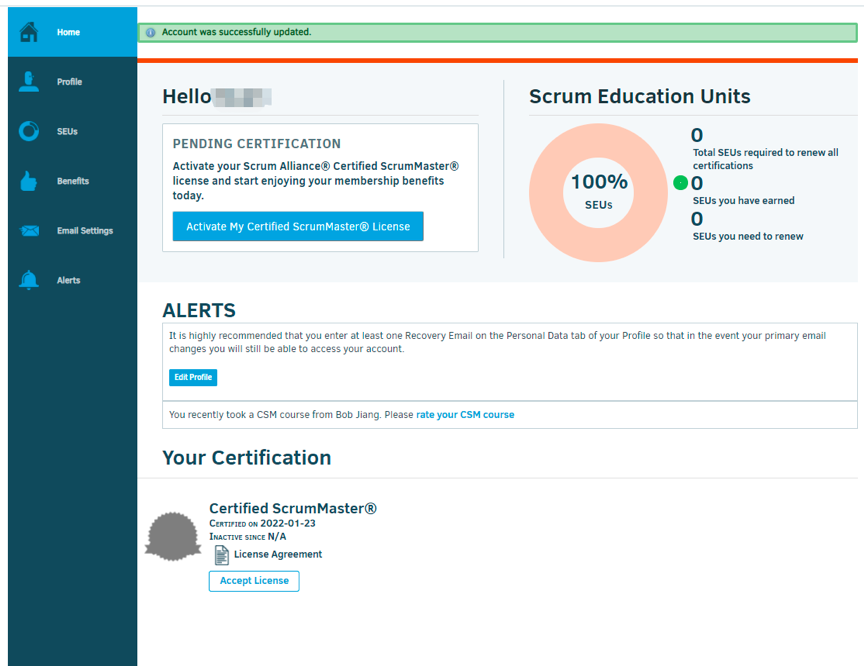 Home
Profile
SEUs
Benefits
Email Settings
Alerts
Account was successfully updated.
Hello
PENDING CERTIFICATION
Activate your Scrum Alliance® Certified ScrumMaster®
license and start enjoying your membership benefits
today.
Activate My Certified ScrumMaster® License
Scrum Education Units
100%
SEUs
0
Total SEUs required to renew all
certifications
0
SEUs you have earned
0
SEUs you need to renew
ALERTS
It is highly recommended that you enter at least one Recovery Email on the Personal Data tab of your Profile so that in the event your primary email
changes you will still be able to access your account.
Edit Profile
You recently took a CSM course from Bob Jiang. Please rate your CSM course
Your Certification
Certified ScrumMaster®
Certified on 2022-01-23
Inactive since N/A
License Agreement
Accept License